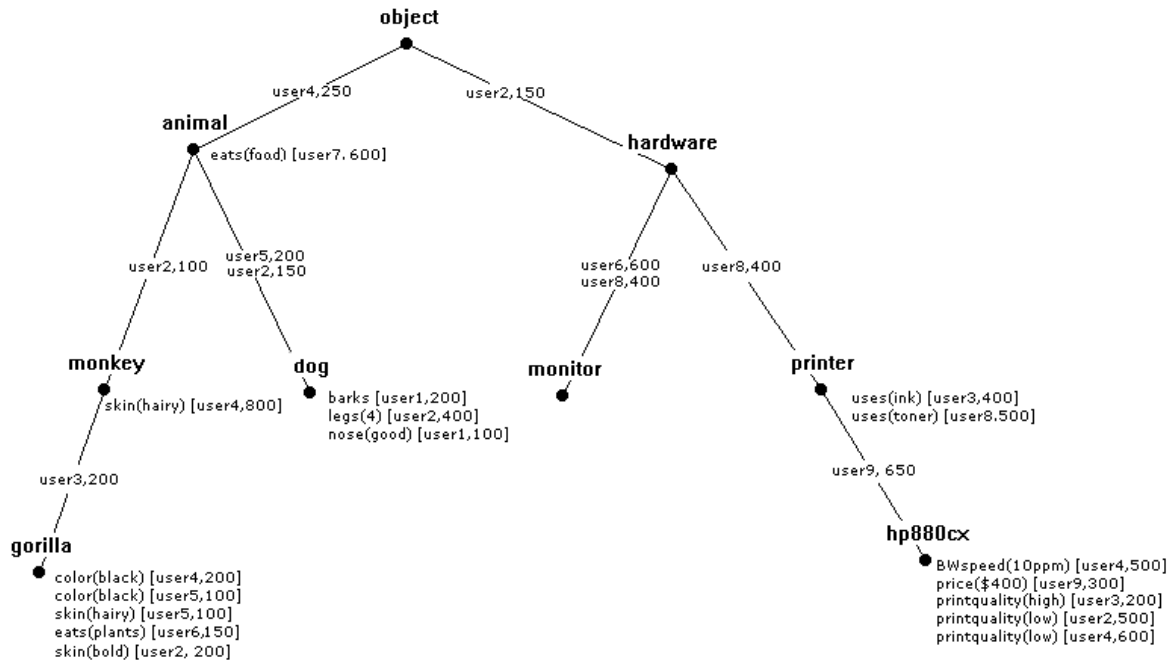 object
user4,250
user2,150
animal
eats(food) [user7.600]
hardware
user2,100
user5,200
user2,150
user6,600
user8,400
user8,400
monkey
skin(hairy) [user4,800]
dog
barks [user1,200]
legs(4) [user2,400]
nose(good) [user1,100]
monitor
printer
uses(ink) [user3,400]
uses(toner) [user8.500]
user3,200
user9, 650
gorilla
color(black) [user4,200]
color(black) [user5,100]
skin(hairy) [user5,100]
eats(plants) [user6,150]
skin(bold) [user2, 200]
hp880cx
BWspeed(10ppm) [user4,500]
price($400) [user9,300]
printquality(high) [user3,200]
printquality(low) [user2,500]
printquality(low) [user4,600]